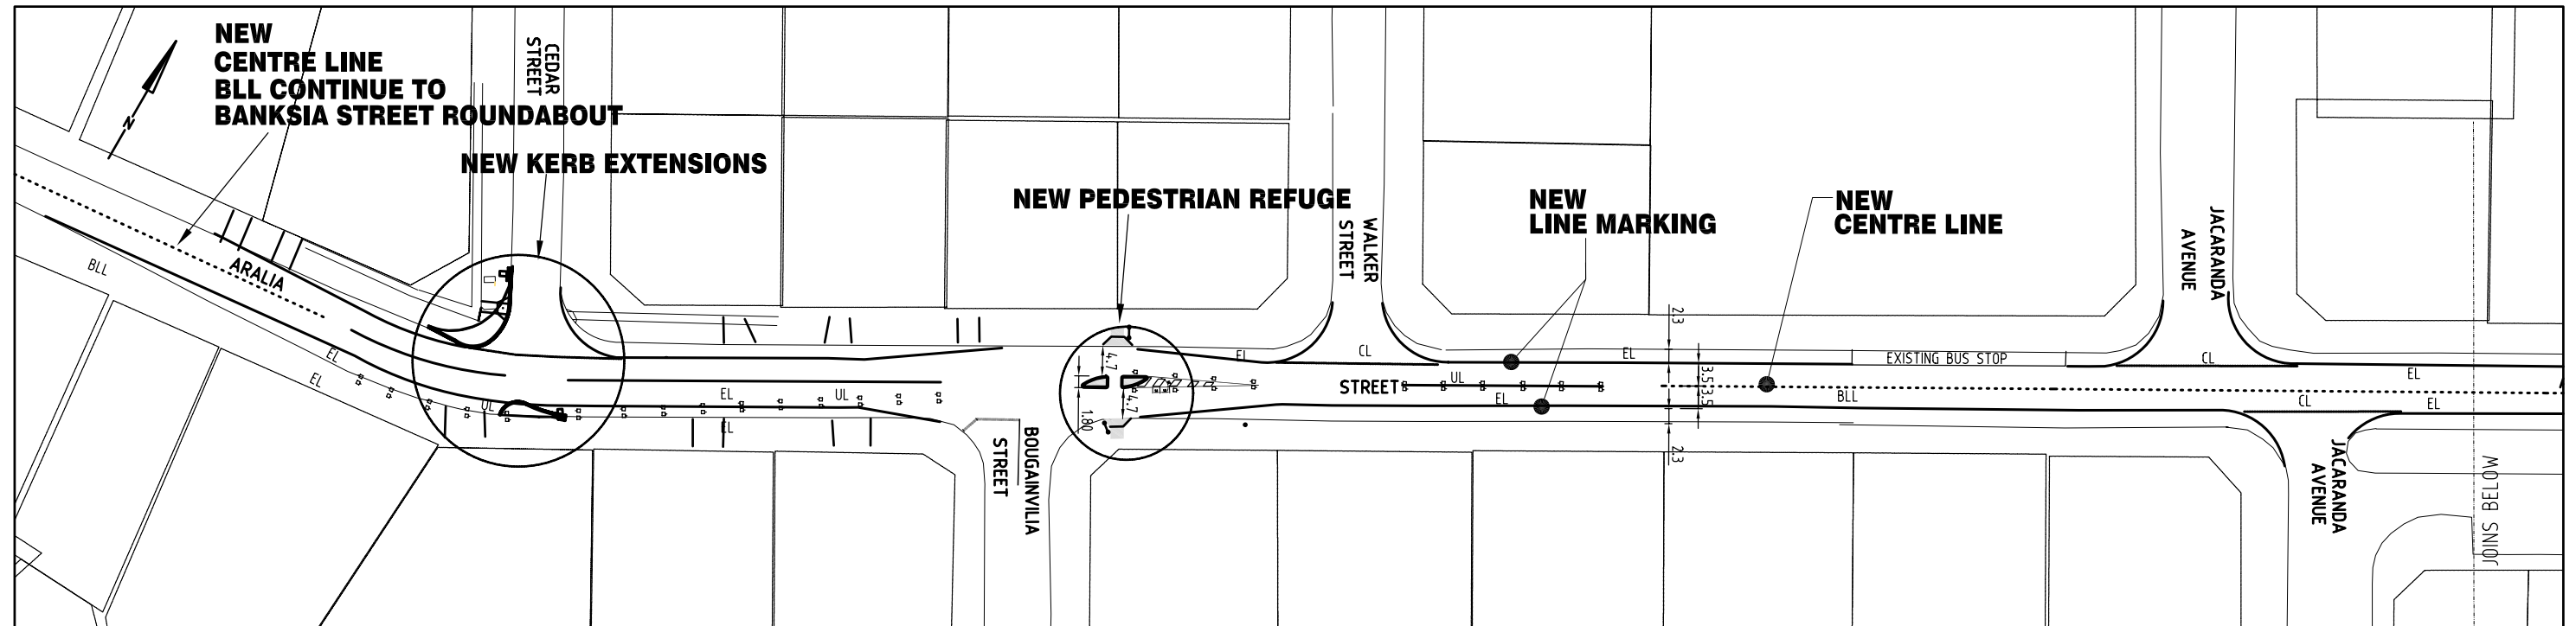 NEW
CENTRE LINE
BLL CONTINUE TO
BANKSIA STREET ROUNDABOUT
N
CEDAR
STREET
NEW KERB EXTENSIONS
NEW PEDESTRIAN REFUGE
WALKER
STREET
NEW
LINE MARKING
NEW
CENTRE LINE
JACARANDA
AVENUE
BLL
ARALIA
EL
EL
UL
EL
UL
EL
4.7
4.7
1.80
EL
CL
STREET
UL
EL
EL
2.3
3.5
3.5
2.3
EXISTING BUS STOP
BLL
CL
EL
CL
EL
BOUGAINVILIA
STREET
JACARANDA
AVENUE
JOINS BELOW